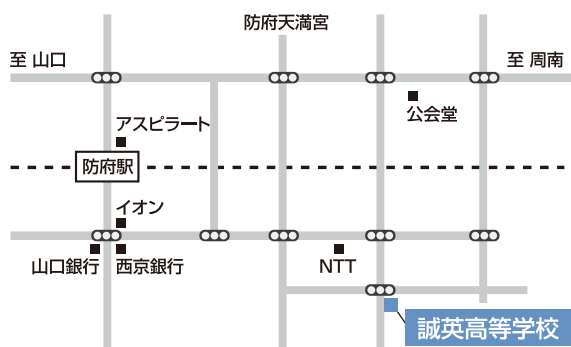 防府天満宮
至 山口
至 周南
公会堂
アスピラート
防府駅
イオン
山口銀行
西京銀行
NTT
誠英高等学校